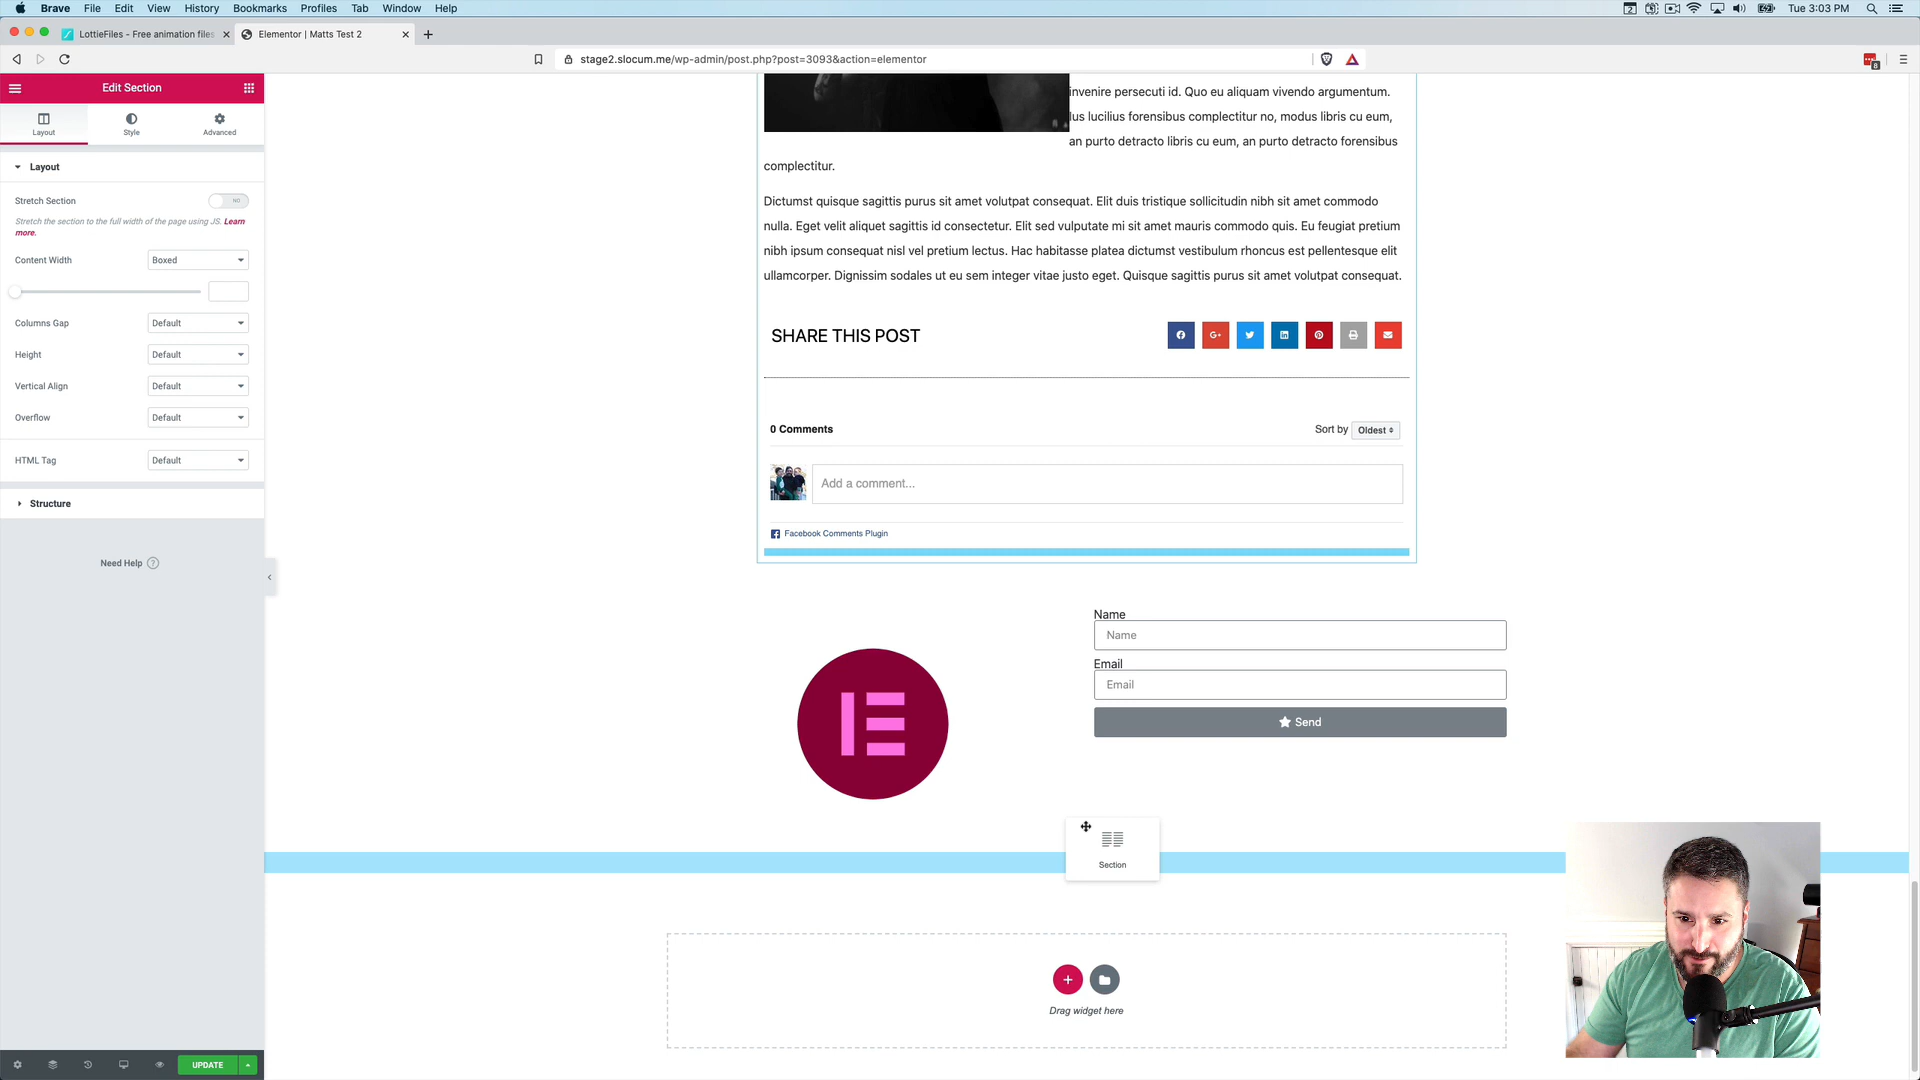 Brave File Edit View History Bookmarks Profiles Tab Window Help
Tue 3:03 PM
LottieFiles - Free animation files
Elementor | Matts Test 2
stage2.slocum.me/wp-admin/post.php?post=3093&action=elementor
Edit Section
Layout
Style
Advanced
Layout
Stretch Section
NO
Stretch the section to the full width of the page using JS. Learn
more.
Content Width
Boxed
Columns Gap
Default
Height
Default
Vertical Align
Default
Overflow
Default
HTML Tag
Default
Structure
Need Help
UPDATE
invenire persecuti id. Quo eu aliquam vivendo argumentum.
Ius lucilius forensibus complectitur no, modus libris cu eum,
an purto detracto libris cu eum, an purto detracto forensibus
complectitur.
Dictumst quisque sagittis purus sit amet volutpat consequat. Elit duis tristique sollicitudin nibh sit amet commodo
nulla. Eget velit aliquet sagittis id consectetur. Elit sed vulputate mi sit amet mauris commodo quis. Eu feugiat pretium
nibh ipsum consequat nisl vel pretium lectus. Hac habitasse platea dictumst vestibulum rhoncus est pellentesque elit
ullamcorper. Dignissim sodales ut eu sem integer vitae justo eget. Quisque sagittis purus sit amet volutpat consequat.
SHARE THIS POST
0 Comments
Sort by Oldest
Add a comment...
Facebook Comments Plugin
Name
Name
Email
Email
Send
Section
Drag widget here